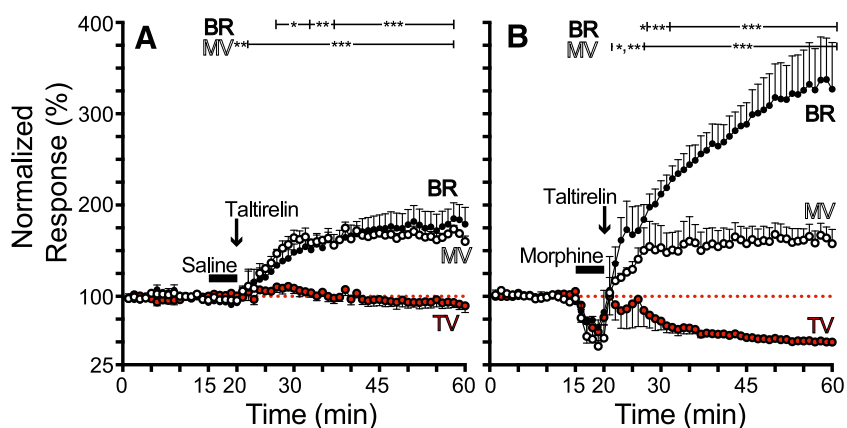 A
BR * ** ***
MV ** ***
B
BR * ** ***
MV *,** ***
Normalized
Response (%)
400
300
200
100
25
Taltirelin
Saline
BR
MV
TV
0 15 20 30 45 60
Time (min)
Taltirelin
Morphine
BR
MV
TV
0 15 20 30 45 60
Time (min)